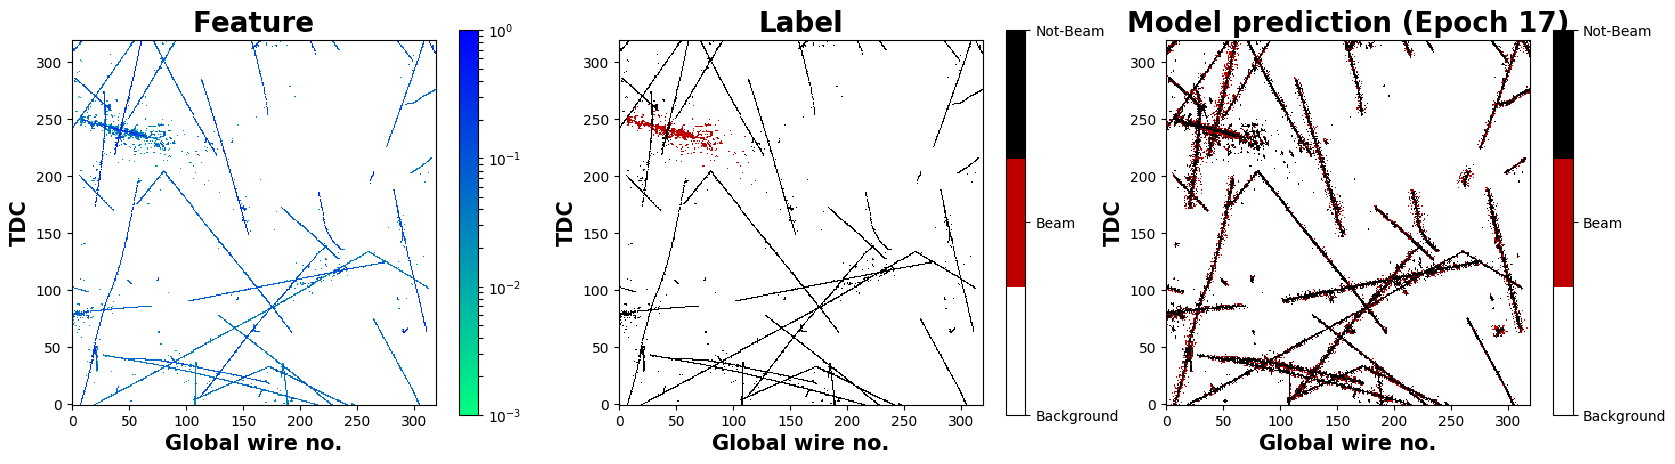 Feature
TDC
300
250
200
150
100
50
0
0 50 100 150 200 250 300
Global wire no.
10^0
10^-1
10^-2
10^-3
Label
TDC
300
250
200
150
100
50
0
0 50 100 150 200 250 300
Global wire no.
Not-Beam
Beam
Background
Model prediction (Epoch 17)
TDC
300
250
200
150
100
50
0
0 50 100 150 200 250 300
Global wire no.
Not-Beam
Beam
Background